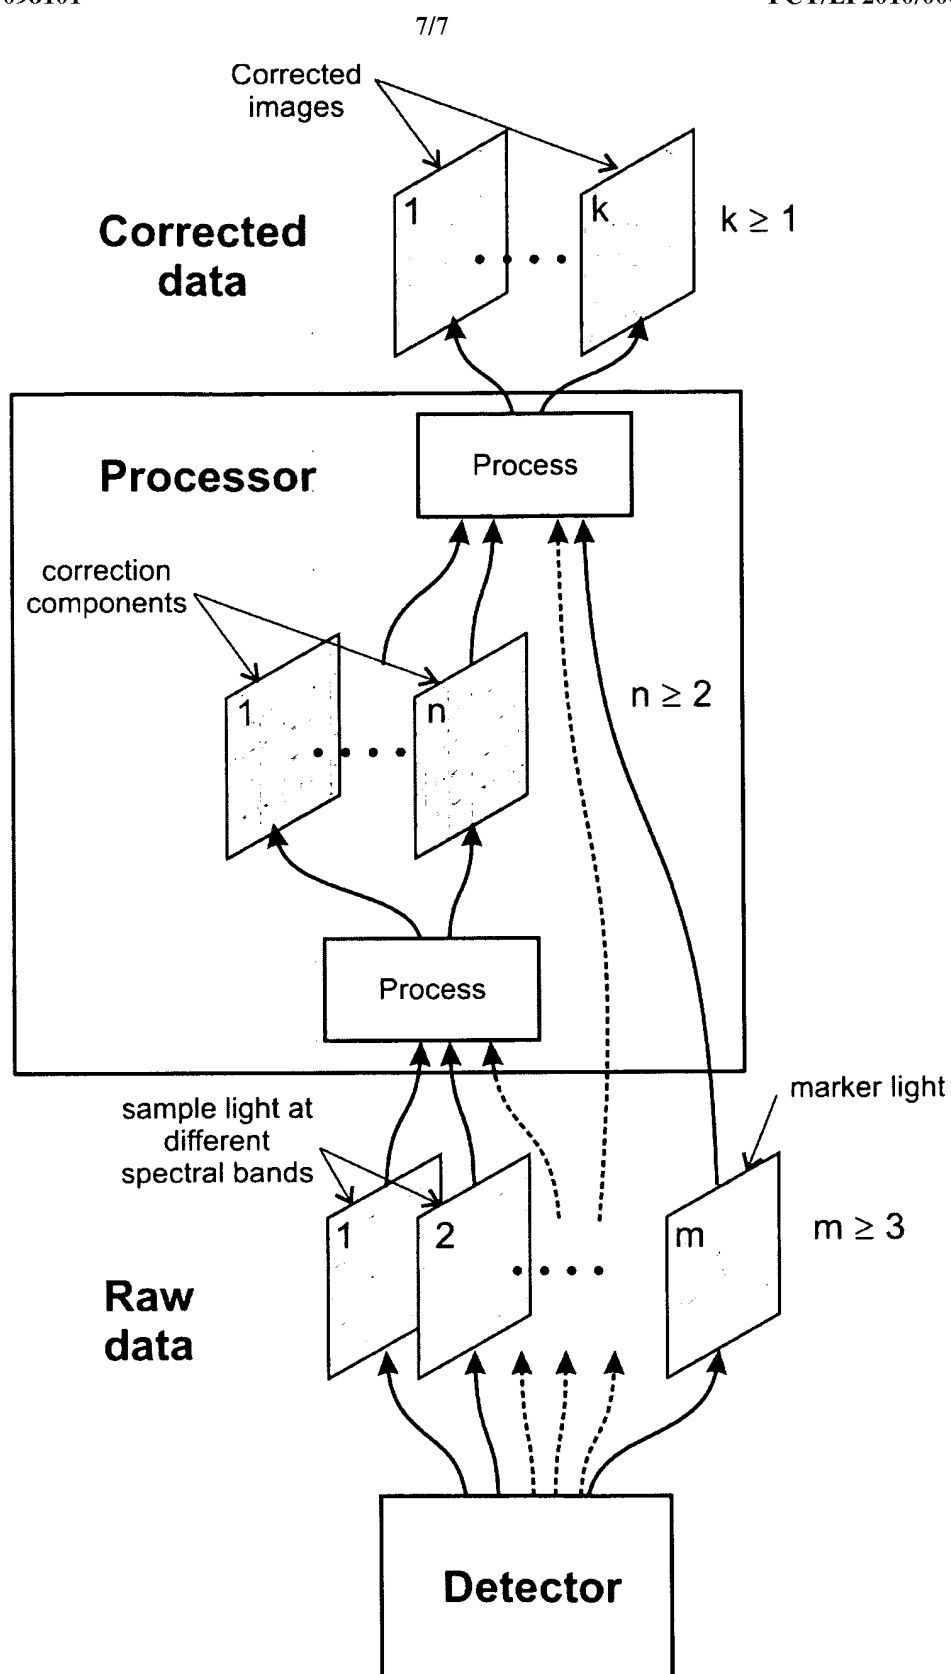 7/7
Corrected
images
1
k
k ≥ 1
Corrected
data
Process
Processor
correction
components
1
n
n ≥ 2
Process
marker light
sample light at
different
spectral bands
1
2
m
m ≥ 3
Raw
data
Detector